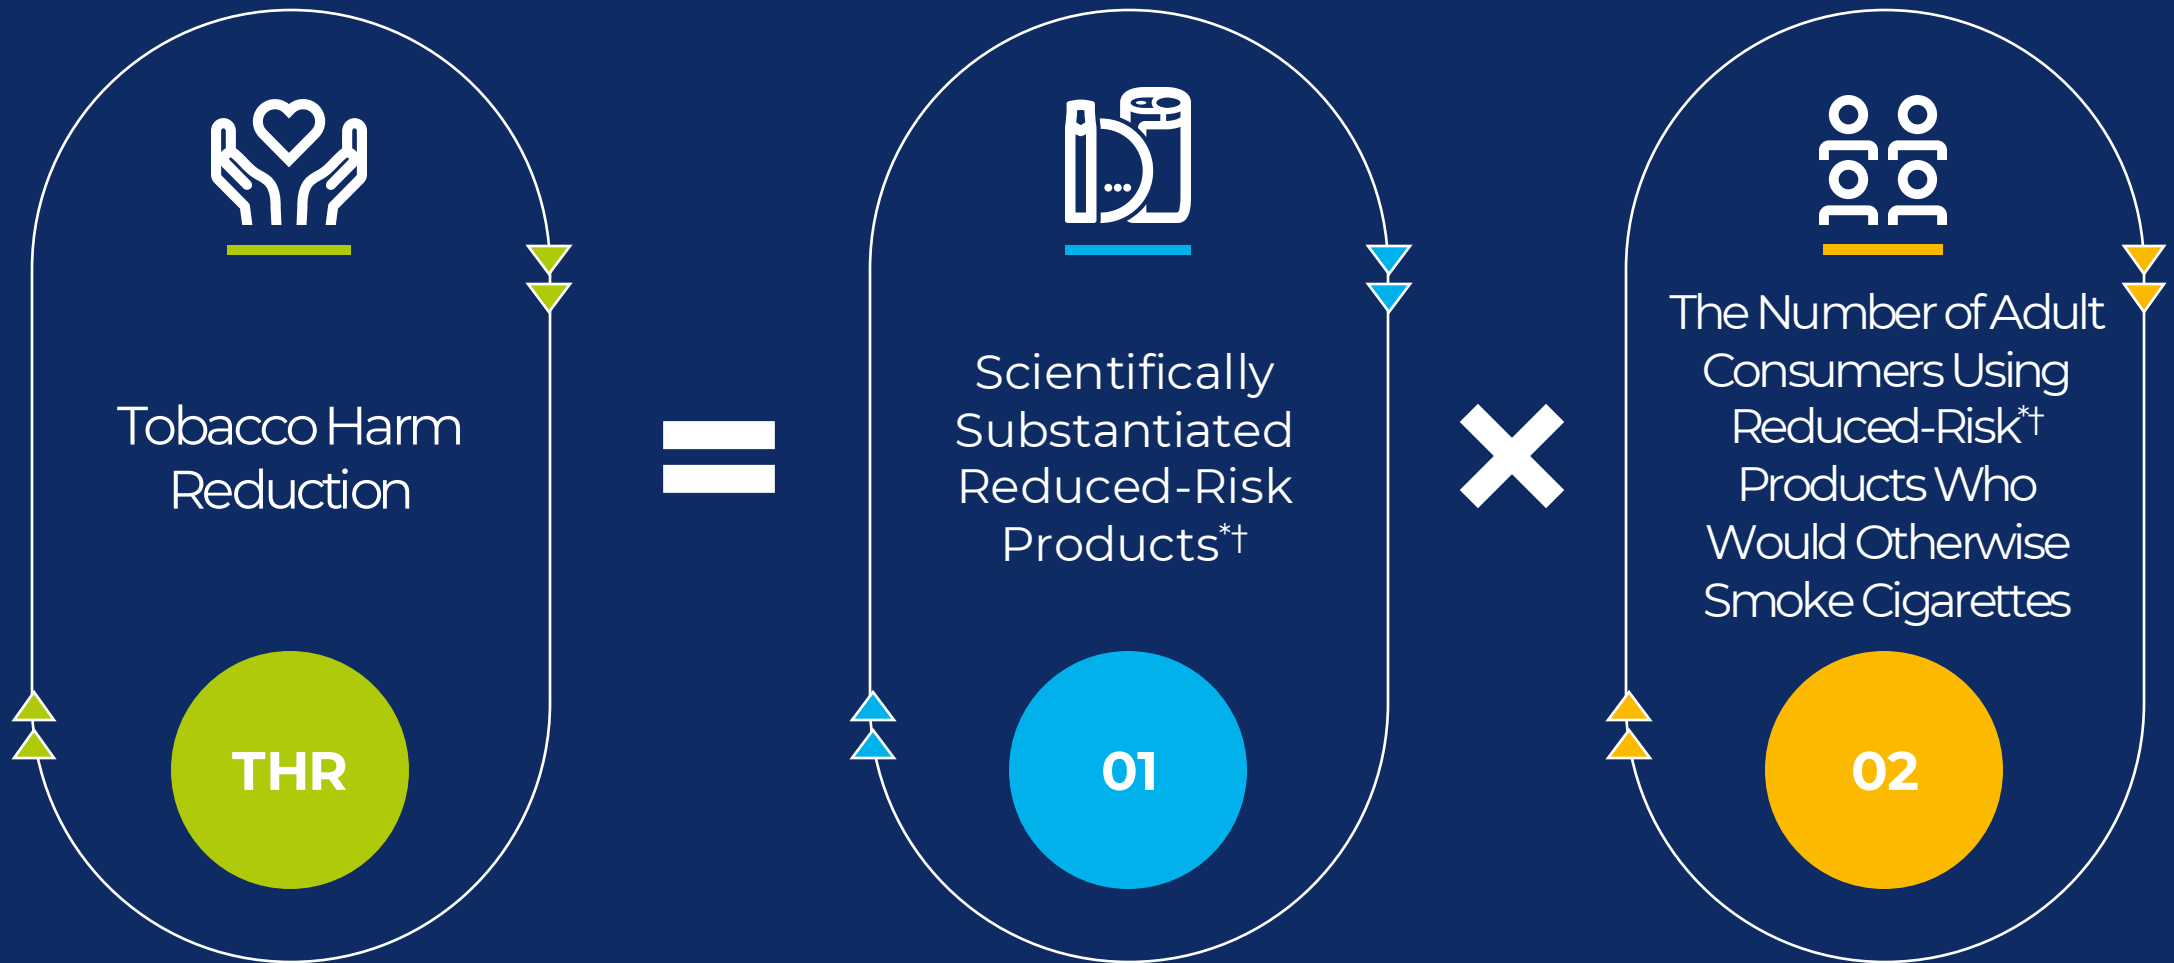 Tobacco Harm
Reduction
THR
=
Scientifically
Substantiated
Reduced-Risk
Products*†
01
×
The Number of Adult
Consumers Using
Reduced-Risk*†
Products Who
Would Otherwise
Smoke Cigarettes
02